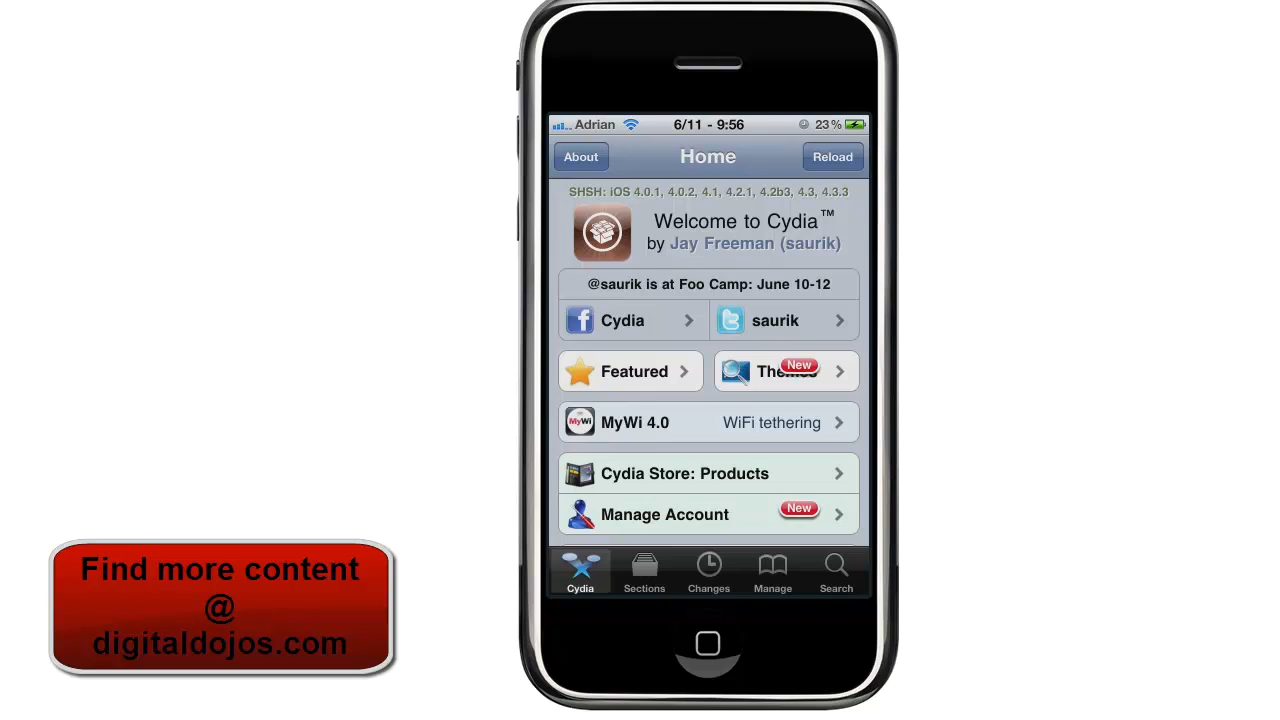 Adrian 6/11 - 9:56 23%
About Home Reload
SHSH: iOS 4.0.1, 4.0.2, 4.1, 4.2.1, 4.2b3, 4.3, 4.3.3
Welcome to Cydia™
by Jay Freeman (saurik)
@saurik is at Foo Camp: June 10-12
Cydia saurik
Featured New
MyWi MyWi 4.0 WiFi tethering
Cydia Store: Products
Manage Account New
Cydia Sections Changes Manage Search
Find more content
@
digitaldojos.com